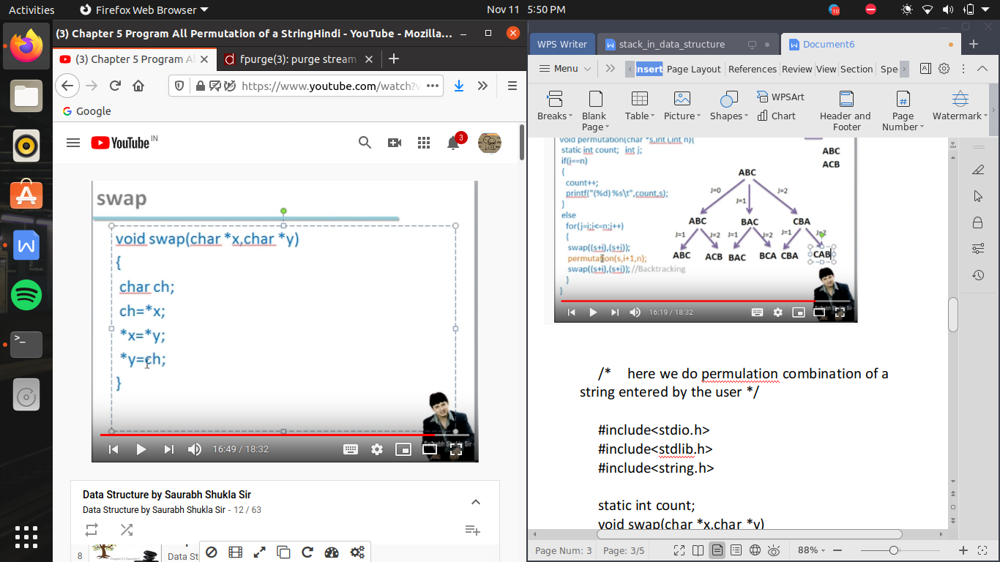 Activities
Firefox Web Browser
Nov 11 5:50 PM
10
(3) Chapter 5 Program All Permutation of a StringHindi - YouTube - Mozilla...
(3) Chapter 5 Program Al
fpurge(3): purge stream
https://www.youtube.com/watch?v
Google
YouTube IN
3
swap
void swap(char *x,char *y)
{
char ch;
ch=*x;
*x=*y;
*y=ch;
}
16:49 / 18:32
Data Structure by Saurabh Shukla Sir
Data Structure by Saurabh Shukla Sir - 12 / 63
8
Data St
WPS Writer
stack_in_data_structure
Document6
Menu
Insert
Page Layout
References
Review
View
Section
Spe
Breaks
Blank Page
Table
Picture
Shapes
WPSArt
Chart
Header and Footer
Page Number
Watermark
void permutation(char *s,int i,int n){
static int count; int j;
if(i==n)
{
count++;
printf("(%d) %s\t",count,s);
}
else
for(j=i;j<=n;j++)
{
swap((s+i),(s+j));
permutation(s,i+1,n);
swap((s+i),(s+j)); //Backtracking
}
}
ABC
ACB
ABC
J=0
J=1
J=2
ABC
BAC
CBA
J=1
J=2
J=1
J=2
J=1
J=2
ABC
ACB
BAC
BCA
CBA
CAB
16:19 / 18:32
/* here we do permulation combination of a
string entered by the user */
#include<stdio.h>
#include<stdlib.h>
#include<string.h>
static int count;
void swap(char *x,char *y)
Page Num: 3
Page: 3/5
88%